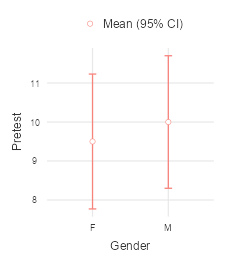 Mean (95% CI)
11
10
9
8
Pretest
F M
Gender